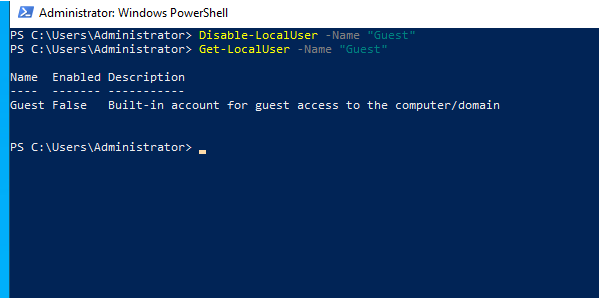 Administrator: Windows PowerShell
PS C:\Users\Administrator> Disable-LocalUser -Name "Guest"
PS C:\Users\Administrator> Get-LocalUser -Name "Guest"
Name  Enabled Description
----  ------- -----------
Guest False   Built-in account for guest access to the computer/domain
PS C:\Users\Administrator>